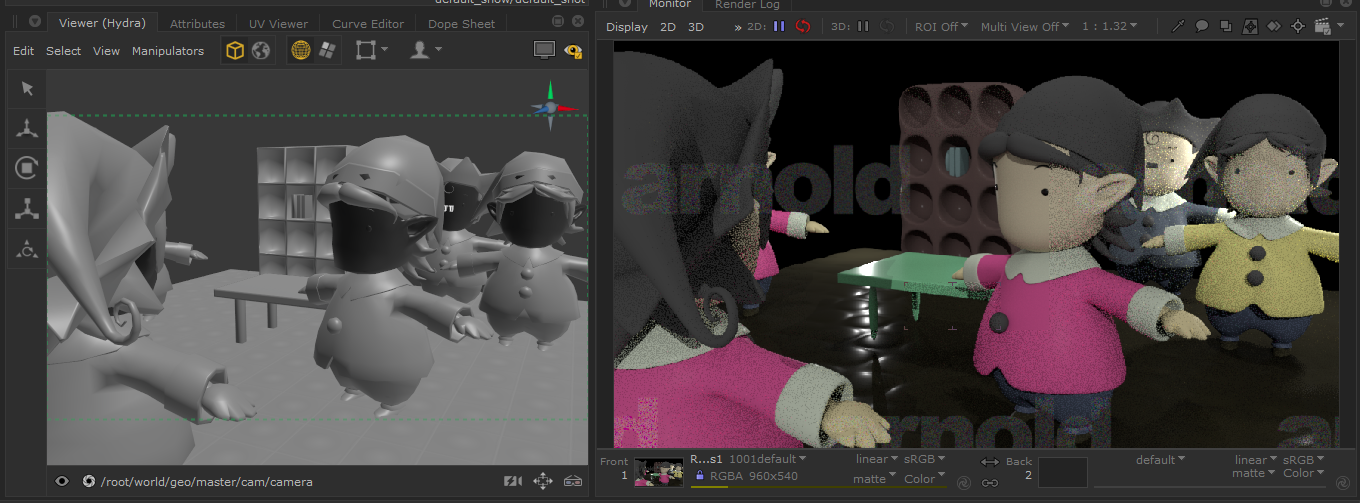 default_show/default_shot
Viewer (Hydra) Attributes UV Viewer Curve Editor Dope Sheet
Edit Select View Manipulators
/root/world/geo/master/cam/camera
Monitor Render Log
Display 2D 3D » 2D: 3D: ROI Off Multi View Off 1 : 1.32
arnold
arnold
Front R...s1 1001default linear sRGB Back default linear sRGB
1 RGBA 960x540 matte Color 2 matte Color